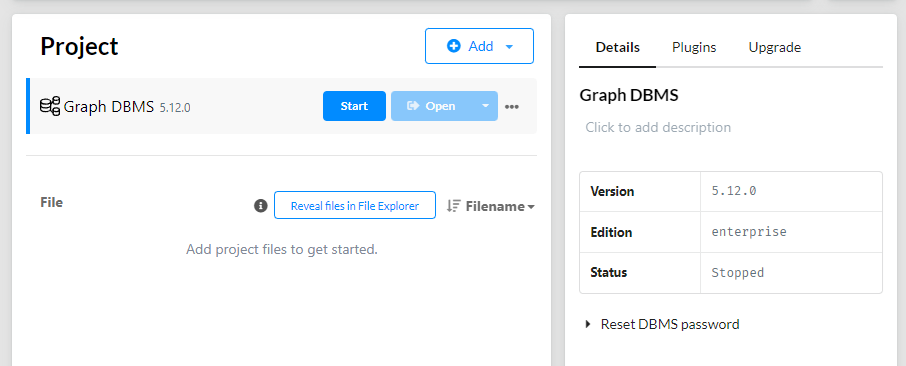 Project
Add
Graph DBMS 5.12.0
Start
Open
File
Reveal files in File Explorer
Filename
Add project files to get started.
Details
Plugins
Upgrade
Graph DBMS
Click to add description
Version 5.12.0
Edition enterprise
Status Stopped
Reset DBMS password